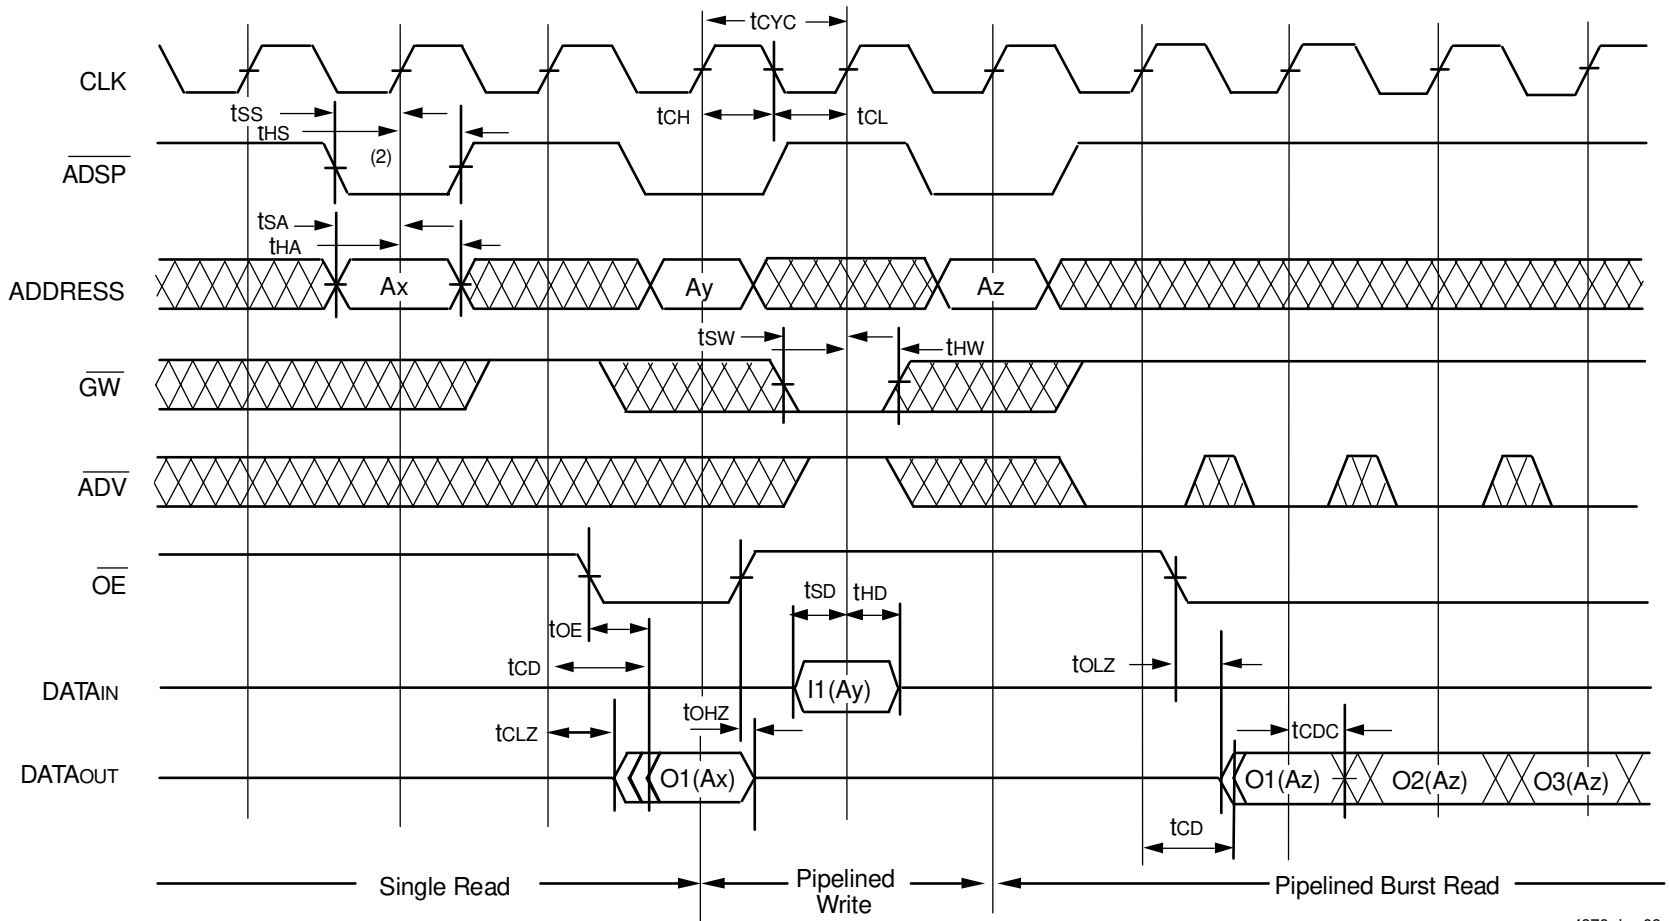 tCYC
CLK
tSS
tCH
tCL
tHS
(2)
ADSP
tSA
tHA
ADDRESS
Ax
Ay
Az
tSW
tHW
GW
ADV
OE
tSD
tHD
tOE
tCD
tOLZ
DATAIN
I1(Ay)
tOHZ
tCLZ
tCDC
DATAOUT
O1(Ax)
O1(Az)
O2(Az)
O3(Az)
tCD
Single Read
Pipelined
Write
Pipelined Burst Read